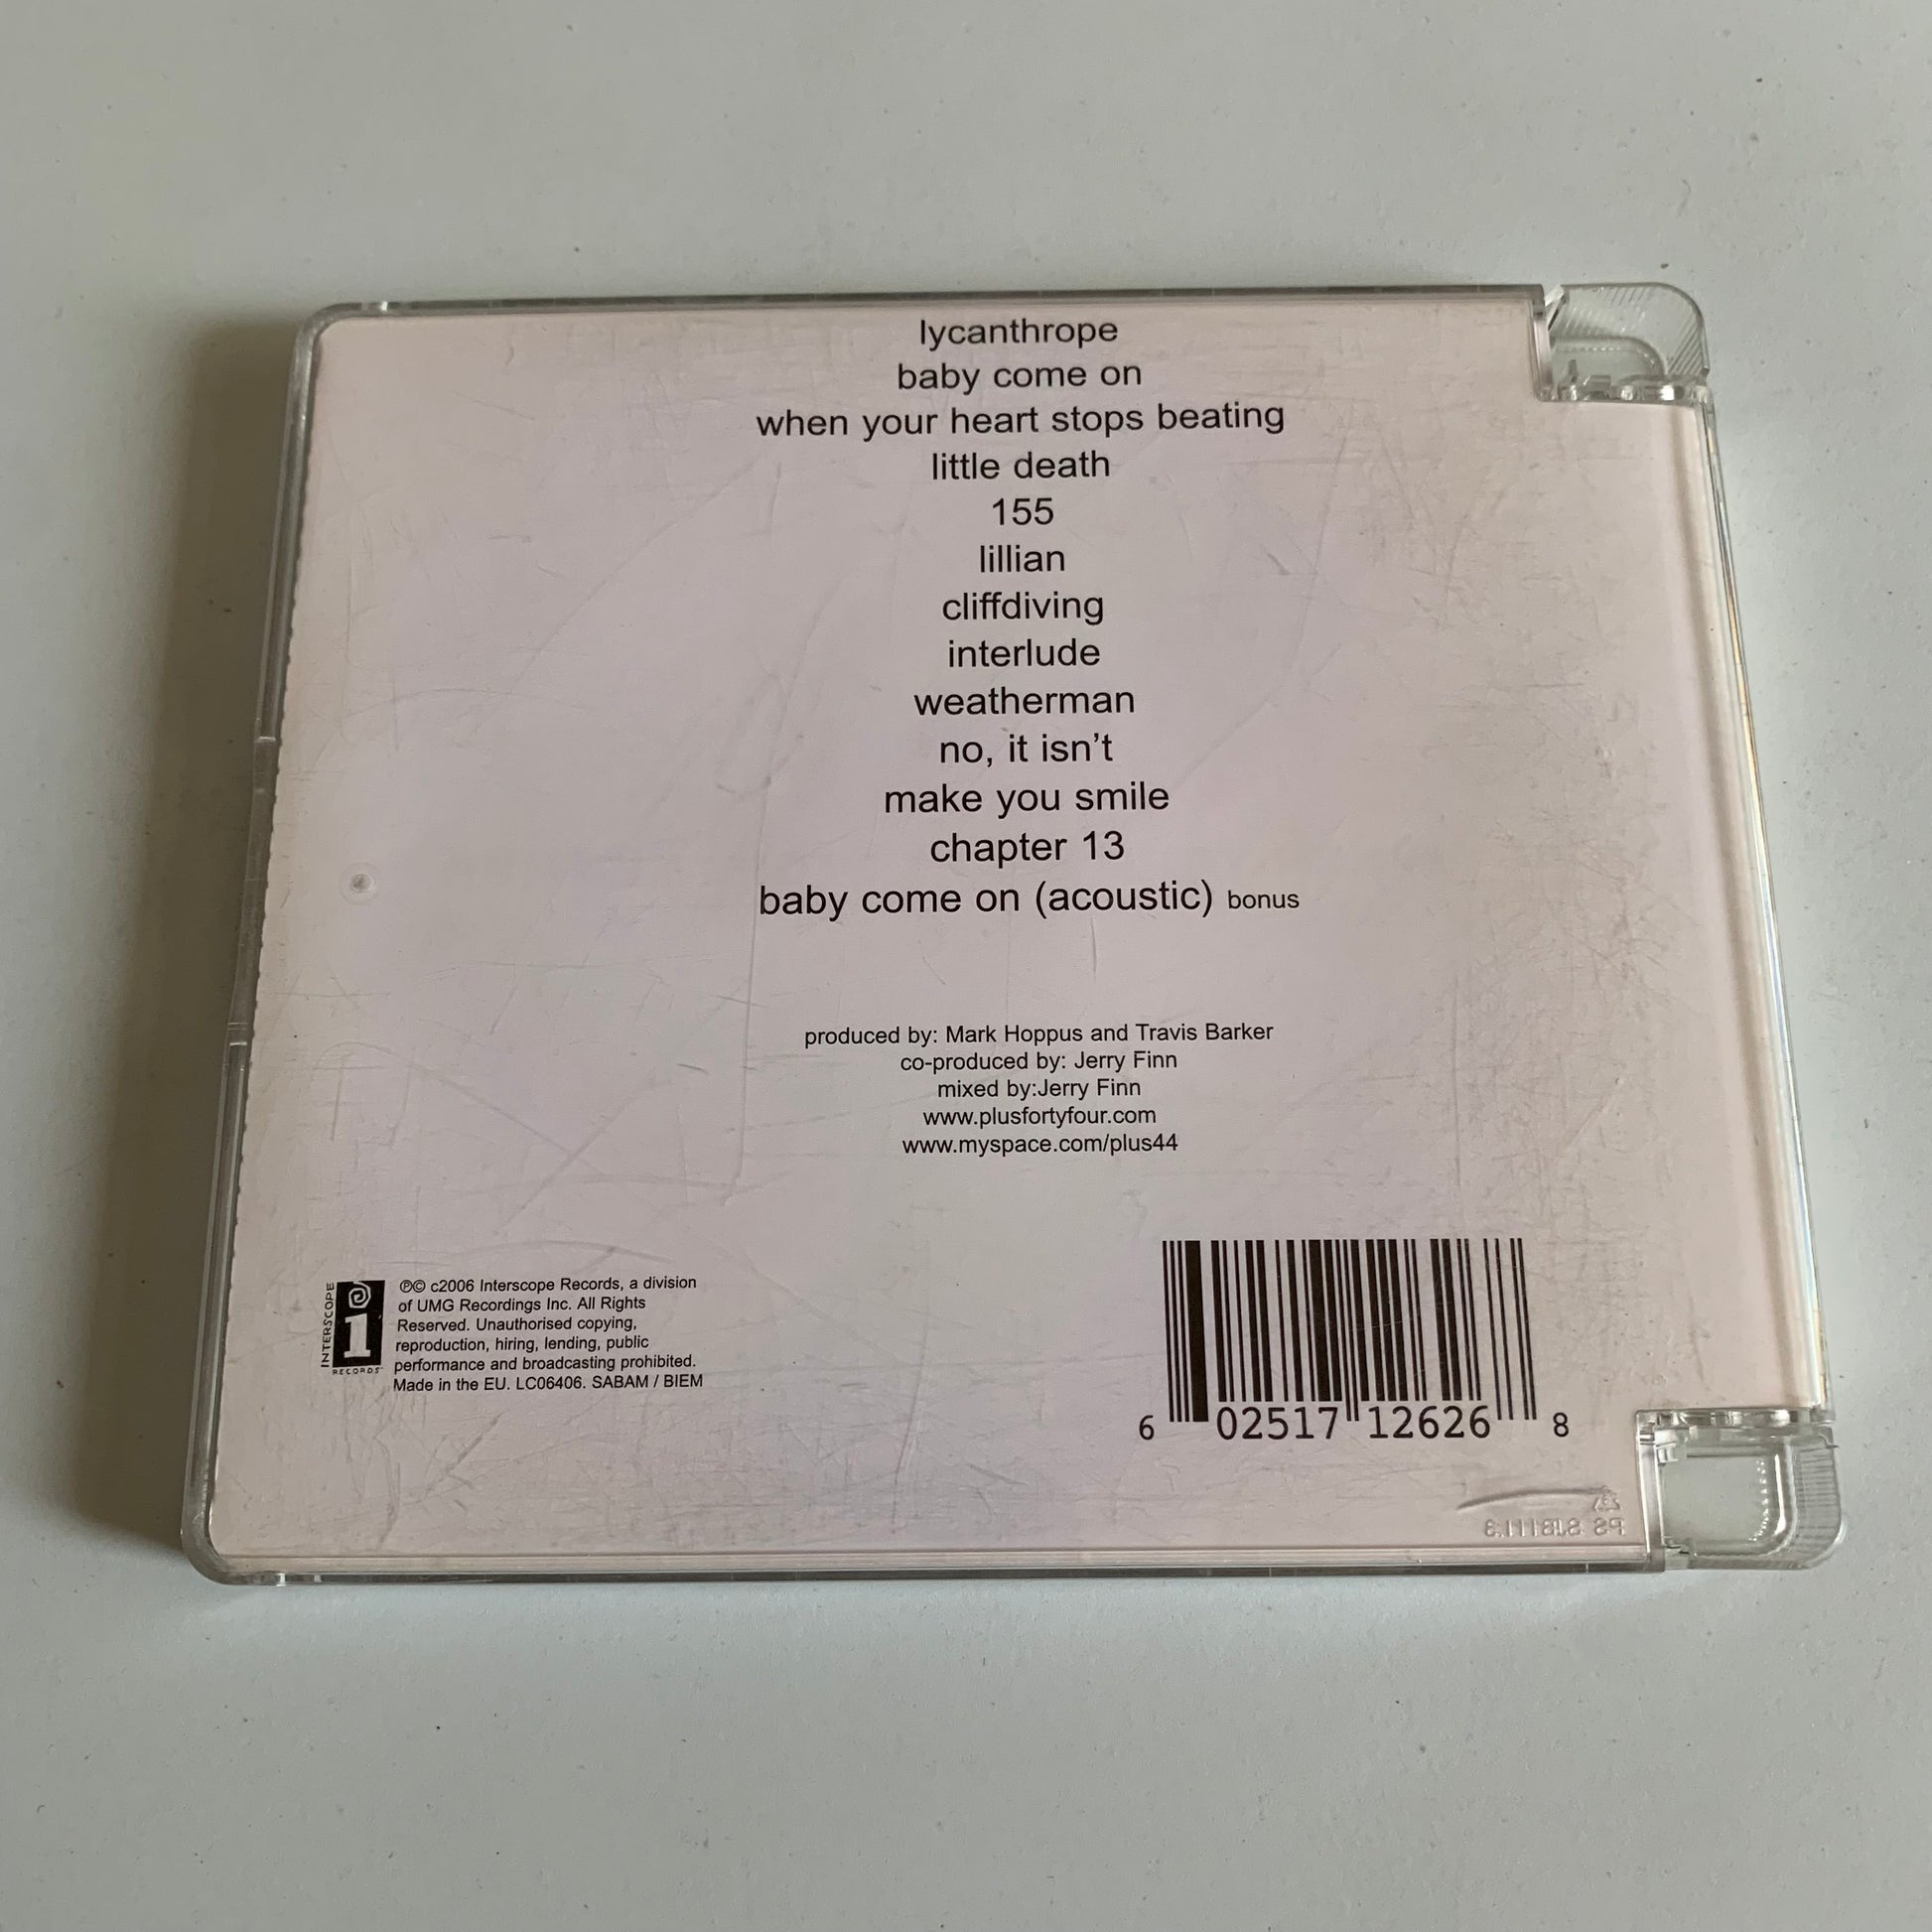 lycanthrope
baby come on
when your heart stops beating
little death
155
lillian
cliffdiving
interlude
weatherman
no, it isn’t
make you smile
chapter 13
baby come on (acoustic) bonus
produced by: Mark Hoppus and Travis Barker
co-produced by: Jerry Finn
mixed by:Jerry Finn
www.plusfortyfour.com
www.myspace.com/plus44
INTERSCOPE
i
RECORDS
℗© c2006 Interscope Records, a division
of UMG Recordings Inc. All Rights
Reserved. Unauthorised copying,
reproduction, hiring, lending, public
performance and broadcasting prohibited.
Made in the EU. LC06406. SABAM / BIEM
6 02517 12626 8